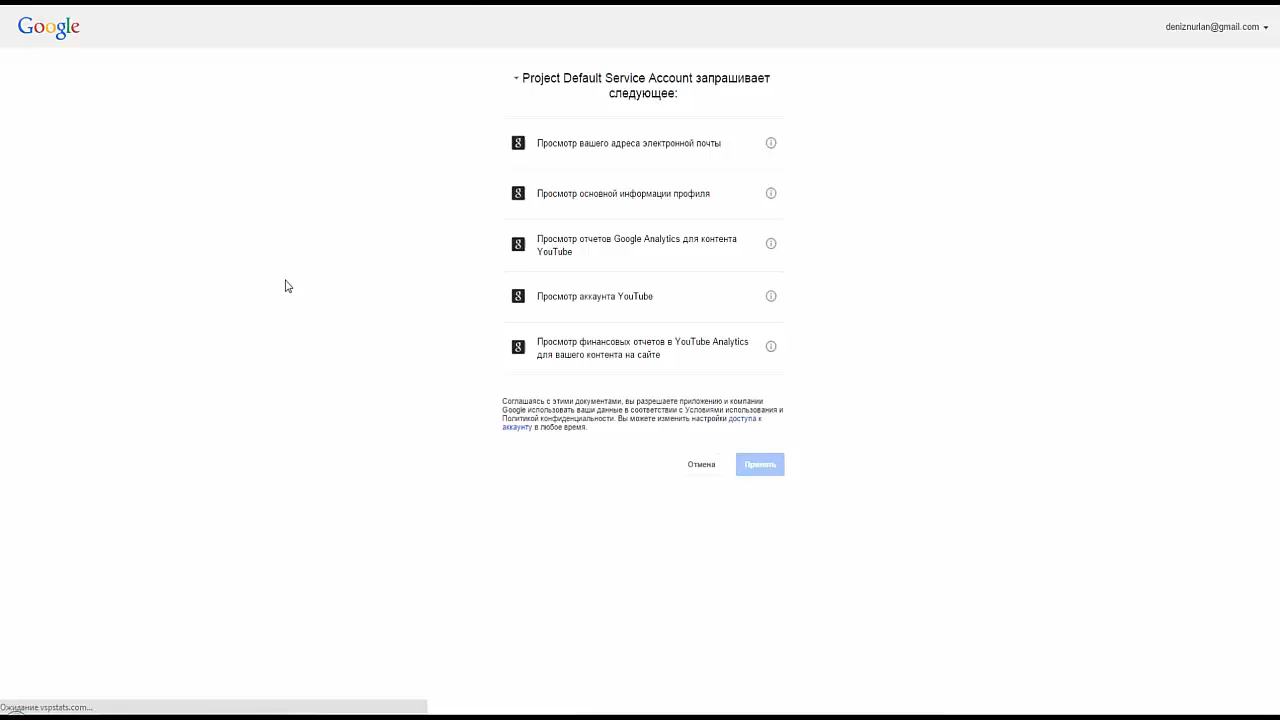 Google
deniznurlan@gmail.com
Project Default Service Account запрашивает
следующее:
Просмотр вашего адреса электронной почты
Просмотр основной информации профиля
Просмотр отчетов Google Analytics для контента
YouTube
Просмотр аккаунта YouTube
Просмотр финансовых отчетов в YouTube Analytics
для вашего контента на сайте
Соглашаясь с этими документами, вы разрешаете приложению и компании
Google использовать ваши данные в соответствии с Условиями использования и
Политикой конфиденциальности. Вы можете изменить настройки доступа к
аккаунту в любое время.
Отмена Принять
Ожидание vspstats.com...